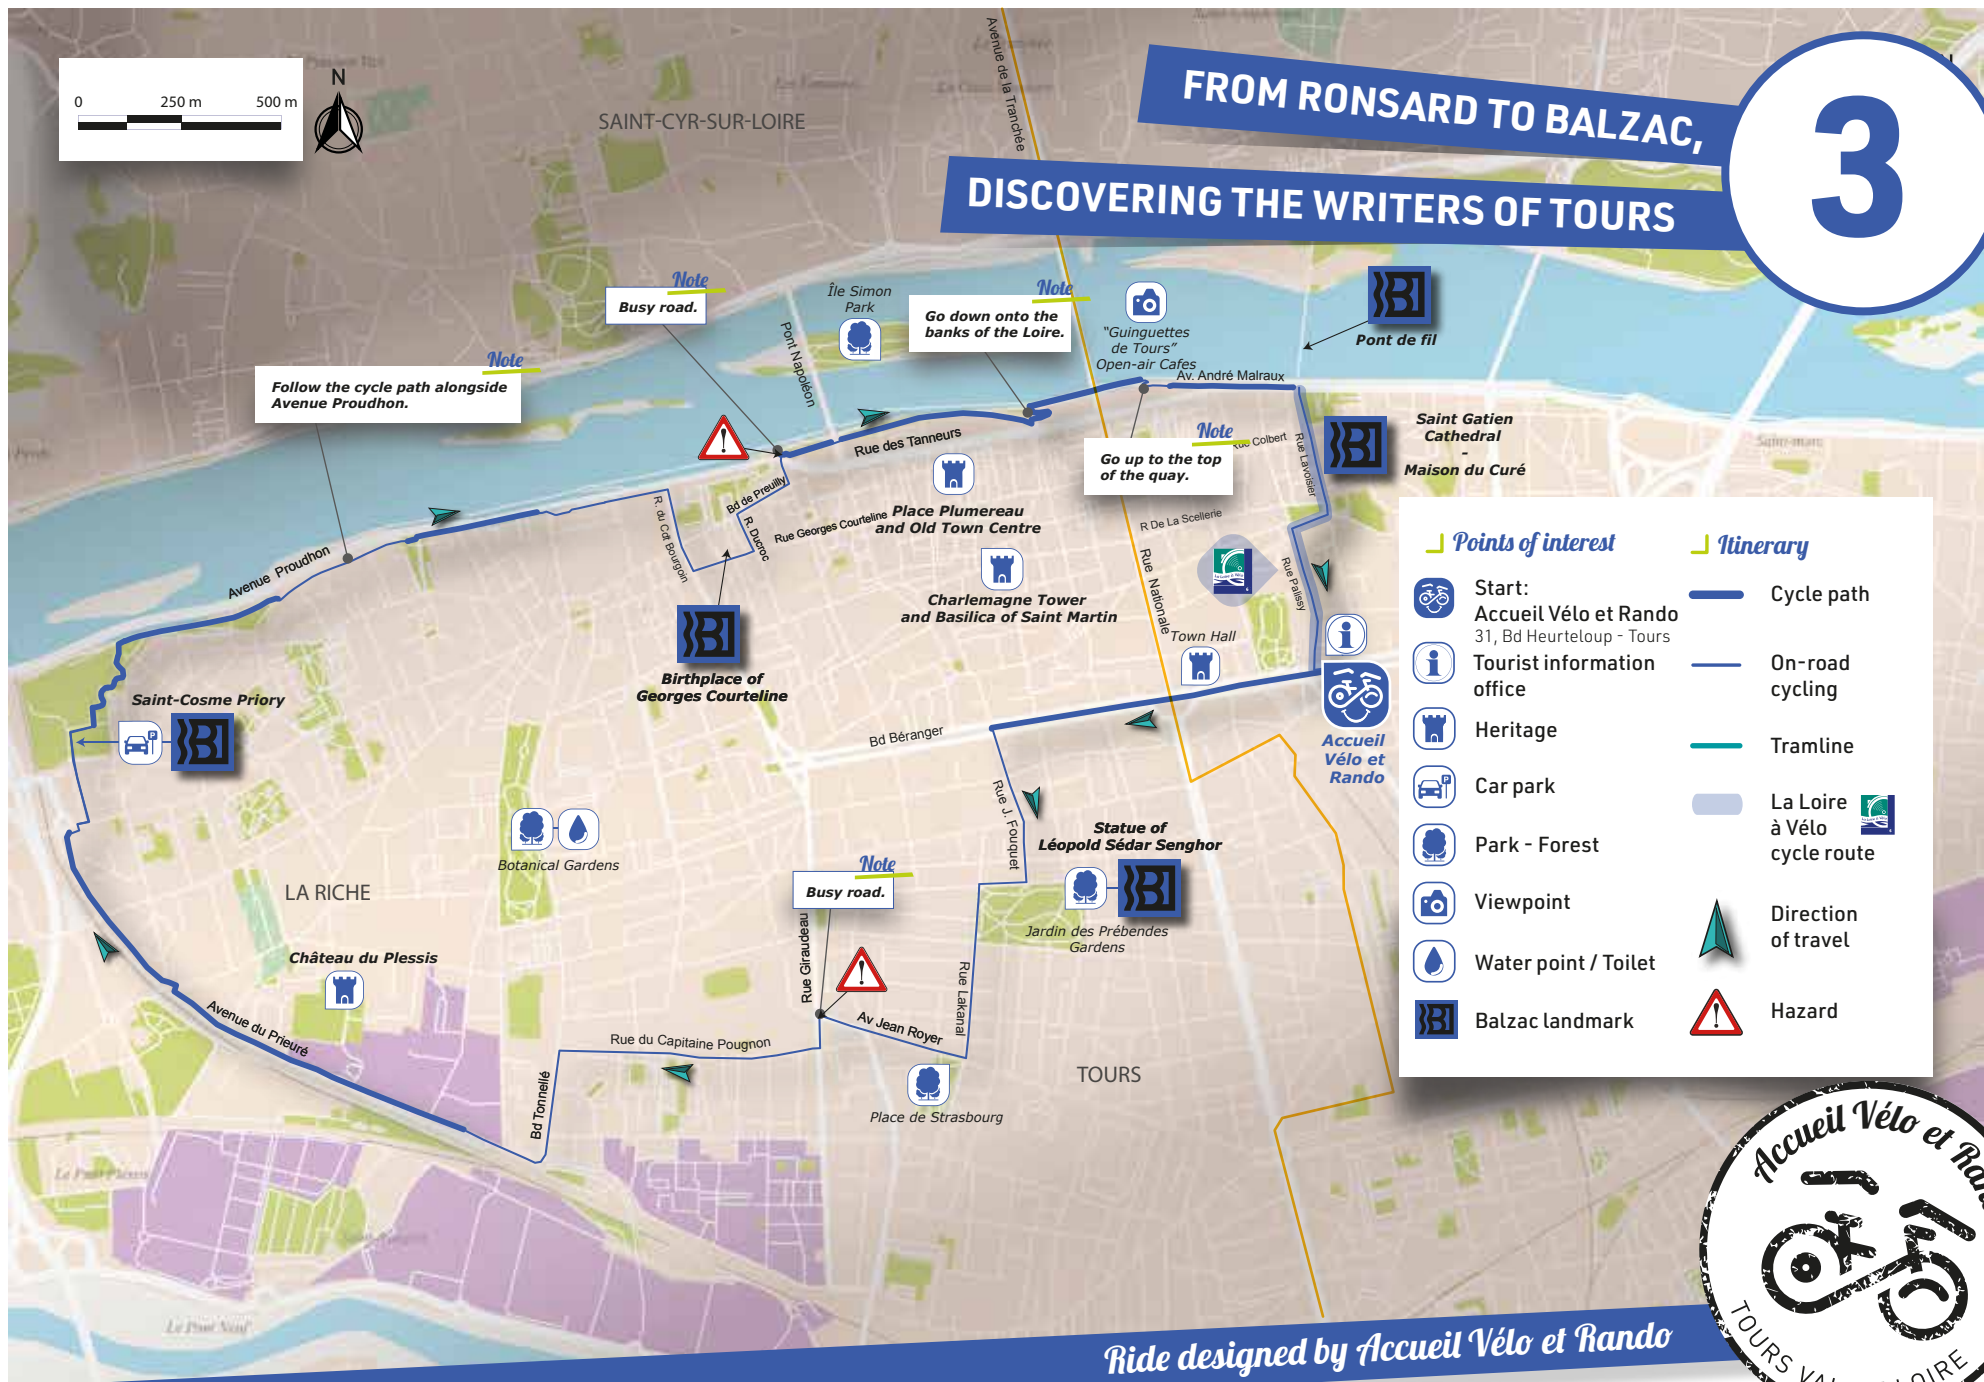 FROM RONSARD TO BALZAC,
DISCOVERING THE WRITERS OF TOURS
3
0 250 m 500 m
N
SAINT-CYR-SUR-LOIRE
Avenue de la Tranchée
Note
Busy road.
Île Simon
Park
Note
Go down onto the
banks of the Loire.
"Guinguettes
de Tours"
Open-air Cafes
Pont de fil
Pont Napoléon
Note
Follow the cycle path alongside
Avenue Proudhon.
Av. André Malraux
Rue des Tanneurs
Note
Go up to the top
of the quay.
Rue Colbert
Rue Lavoisier
Saint Gatien
Cathedral
-
Maison du Curé
Bd de Preuilly
R. du Cdt Bourgoin
R. Ducroc
Rue Georges Courteline
Place Plumereau
and Old Town Centre
R De La Scellerie
Avenue Proudhon
Charlemagne Tower
and Basilica of Saint Martin
Rue Nationale
Rue Palissy
Town Hall
Birthplace of
Georges Courteline
Saint-Cosme Priory
Bd Béranger
Accueil
Vélo et
Rando
Rue J. Fouquet
Botanical Gardens
Statue of
Léopold Sédar Senghor
Jardin des Prébendes
Gardens
LA RICHE
Note
Busy road.
Rue Giraudeau
Château du Plessis
Rue Lakanal
Avenue du Prieuré
Av Jean Royer
Rue du Capitaine Pougnon
Bd Tonnellé
TOURS
Place de Strasbourg
Points of interest
Start:
Accueil Vélo et Rando
31, Bd Heurteloup - Tours
Tourist information
office
Heritage
Car park
Park - Forest
Viewpoint
Water point / Toilet
Balzac landmark
Itinerary
Cycle path
On-road
cycling
Tramline
La Loire
à Vélo
cycle route
Direction
of travel
Hazard
Ride designed by Accueil Vélo et Rando
Accueil Vélo et Rando
TOURS VAL LOIRE